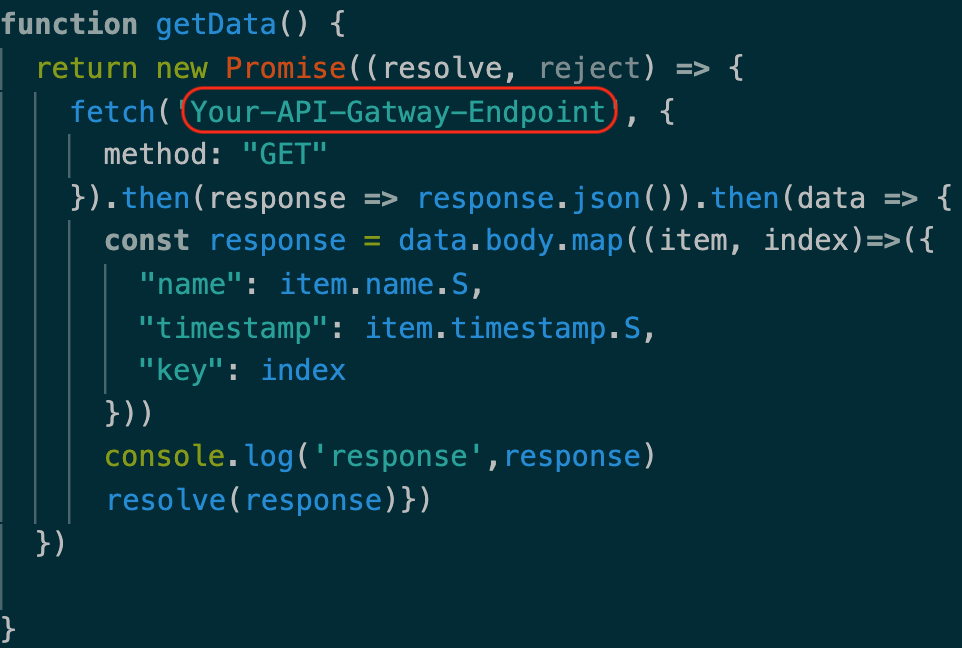 function getData() {
return new Promise((resolve, reject) => {
fetch('Your-API-Gatway-Endpoint', {
method: "GET"
}).then(response => response.json()).then(data => {
const response = data.body.map((item, index)=>({
"name": item.name.S,
"timestamp": item.timestamp.S,
"key": index
}))
console.log('response',response)
resolve(response)})
})
}